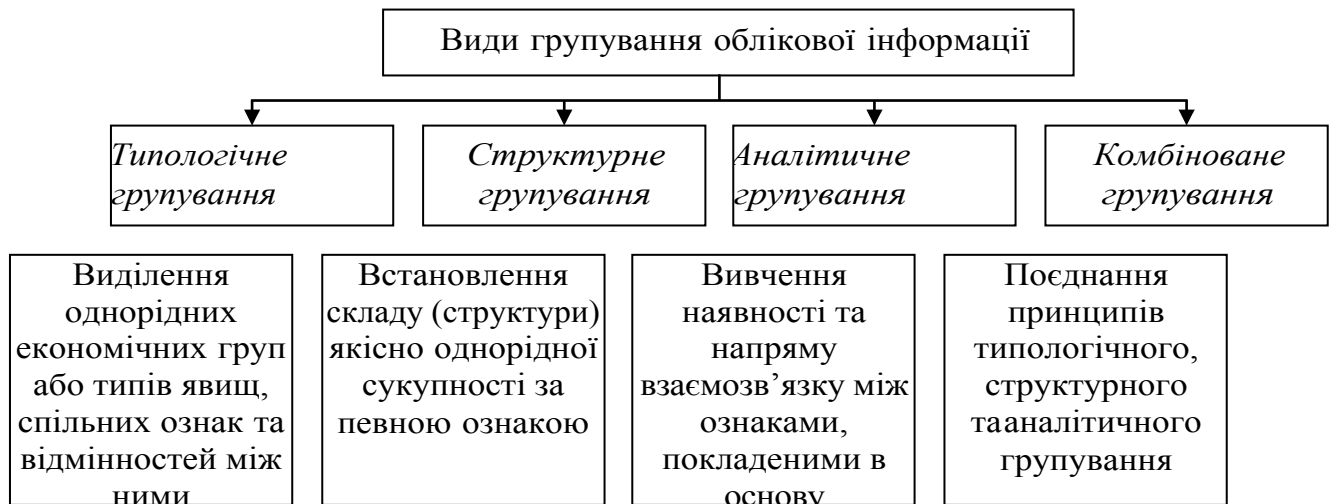 Види групування облікової інформації
Типологічне
групування
Структурне
групування
Аналітичне
групування
Комбіноване
групування
Виділення
однорідних
економічних груп
або типів явищ,
спільних ознак та
відмінностей між
ними
Встановлення
складу (структури)
якісно однорідної
сукупності за
певною ознакою
Вивчення
наявності та
напряму
взаємозв’язку між
ознаками,
покладеними в
основу
Поєднання
принципів
типологічного,
структурного
тааналітичного
групування